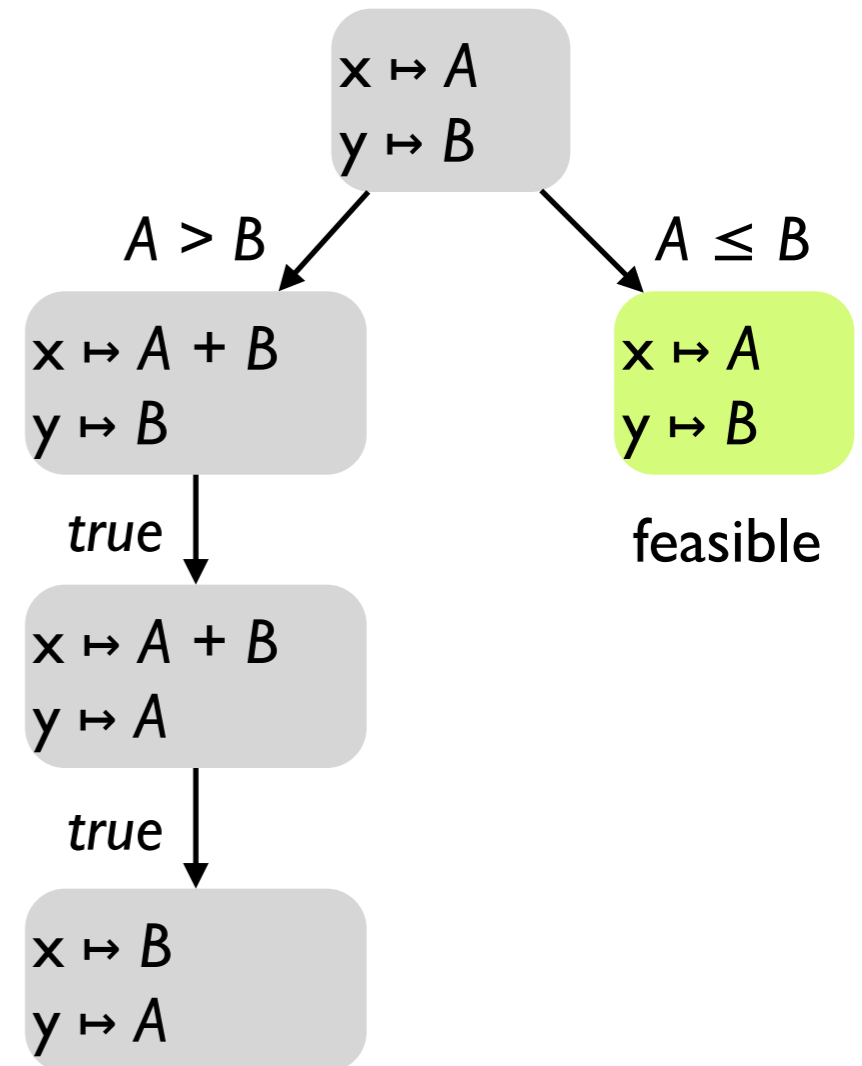 x ↦ A
y ↦ B
A > B
A ≤ B
x ↦ A + B
y ↦ B
x ↦ A
y ↦ B
true
feasible
x ↦ A + B
y ↦ A
true
x ↦ B
y ↦ A